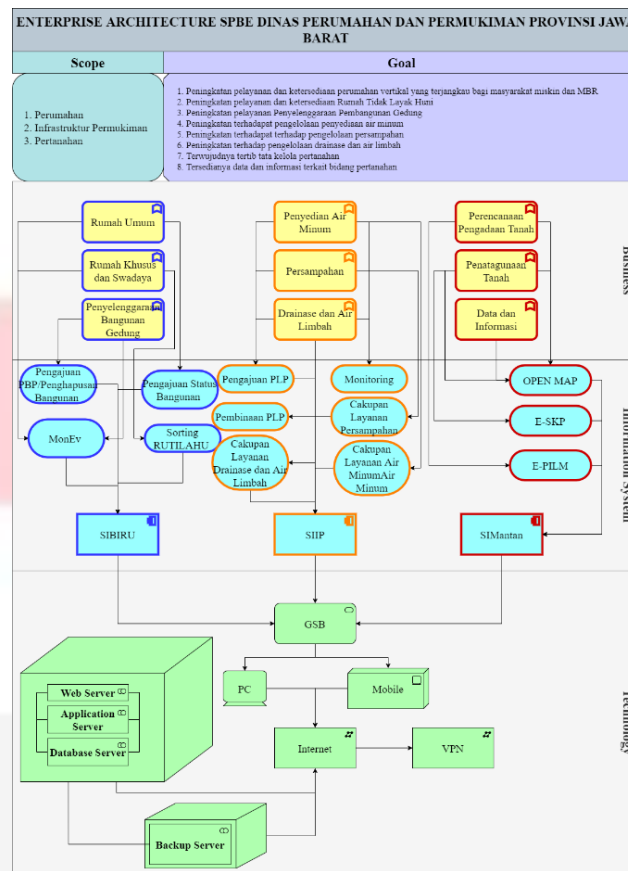 ENTERPRISE ARCHITECTURE SPBE DINAS PERUMAHAN DAN PERMUKIMAN PROVINSI JAWA
BARAT
Scope
Goal
1. Perumahan
2. Infrastruktur Permukiman
3. Pertanahan
1. Peningkatan pelayanan dan ketersediaan perumahan vertikal yang terjangkau bagi masyarakat miskin dan MBR
2. Peningkatan pelayanan dan ketersediaan Rumah Tidak Layak Huni
3. Peningkatan pelayanan Penyelenggaraan Pembangunan Gedung
4. Peningkatan terhadapat pengelolaan penyediaan air minum
5. Peningkatan terhadapat terhadap pengelolaan persampahan
6. Peningkatan terhadap pengelolaan drainase dan air limbah
7. Terwujudnya tertib tata kelola pertanahan
8. Tersedianya data dan informasi terkait bidang pertanahan
Business
Rumah Umum
Rumah Khusus
dan Swadaya
Penyelenggaraan
Bangunan
Gedung
Penyedian Air
Minum
Persampahan
Drainase dan Air
Limbah
Perencanaan
Pengadaan Tanah
Penatagunaan
Tanah
Data dan
Informasi
Information System
Pengajuan
PBP/Penghapusan
Bangunan
Pengajuan Status
Bangunan
MonEv
Sorting
RUTILAHU
Pengajuan PLP
Monitoring
Pembinaan PLP
Cakupan
Layanan
Persampahan
Cakupan
Layanan
Drainase dan Air
Limbah
Cakupan
Layanan Air
MinumAir
Minum
OPEN MAP
E-SKP
E-PILM
SIBIRU
SIIP
SIMantan
Technology
GSB
PC
Mobile
Web Server
Application
Server
Database Server
Internet
VPN
Backup Server